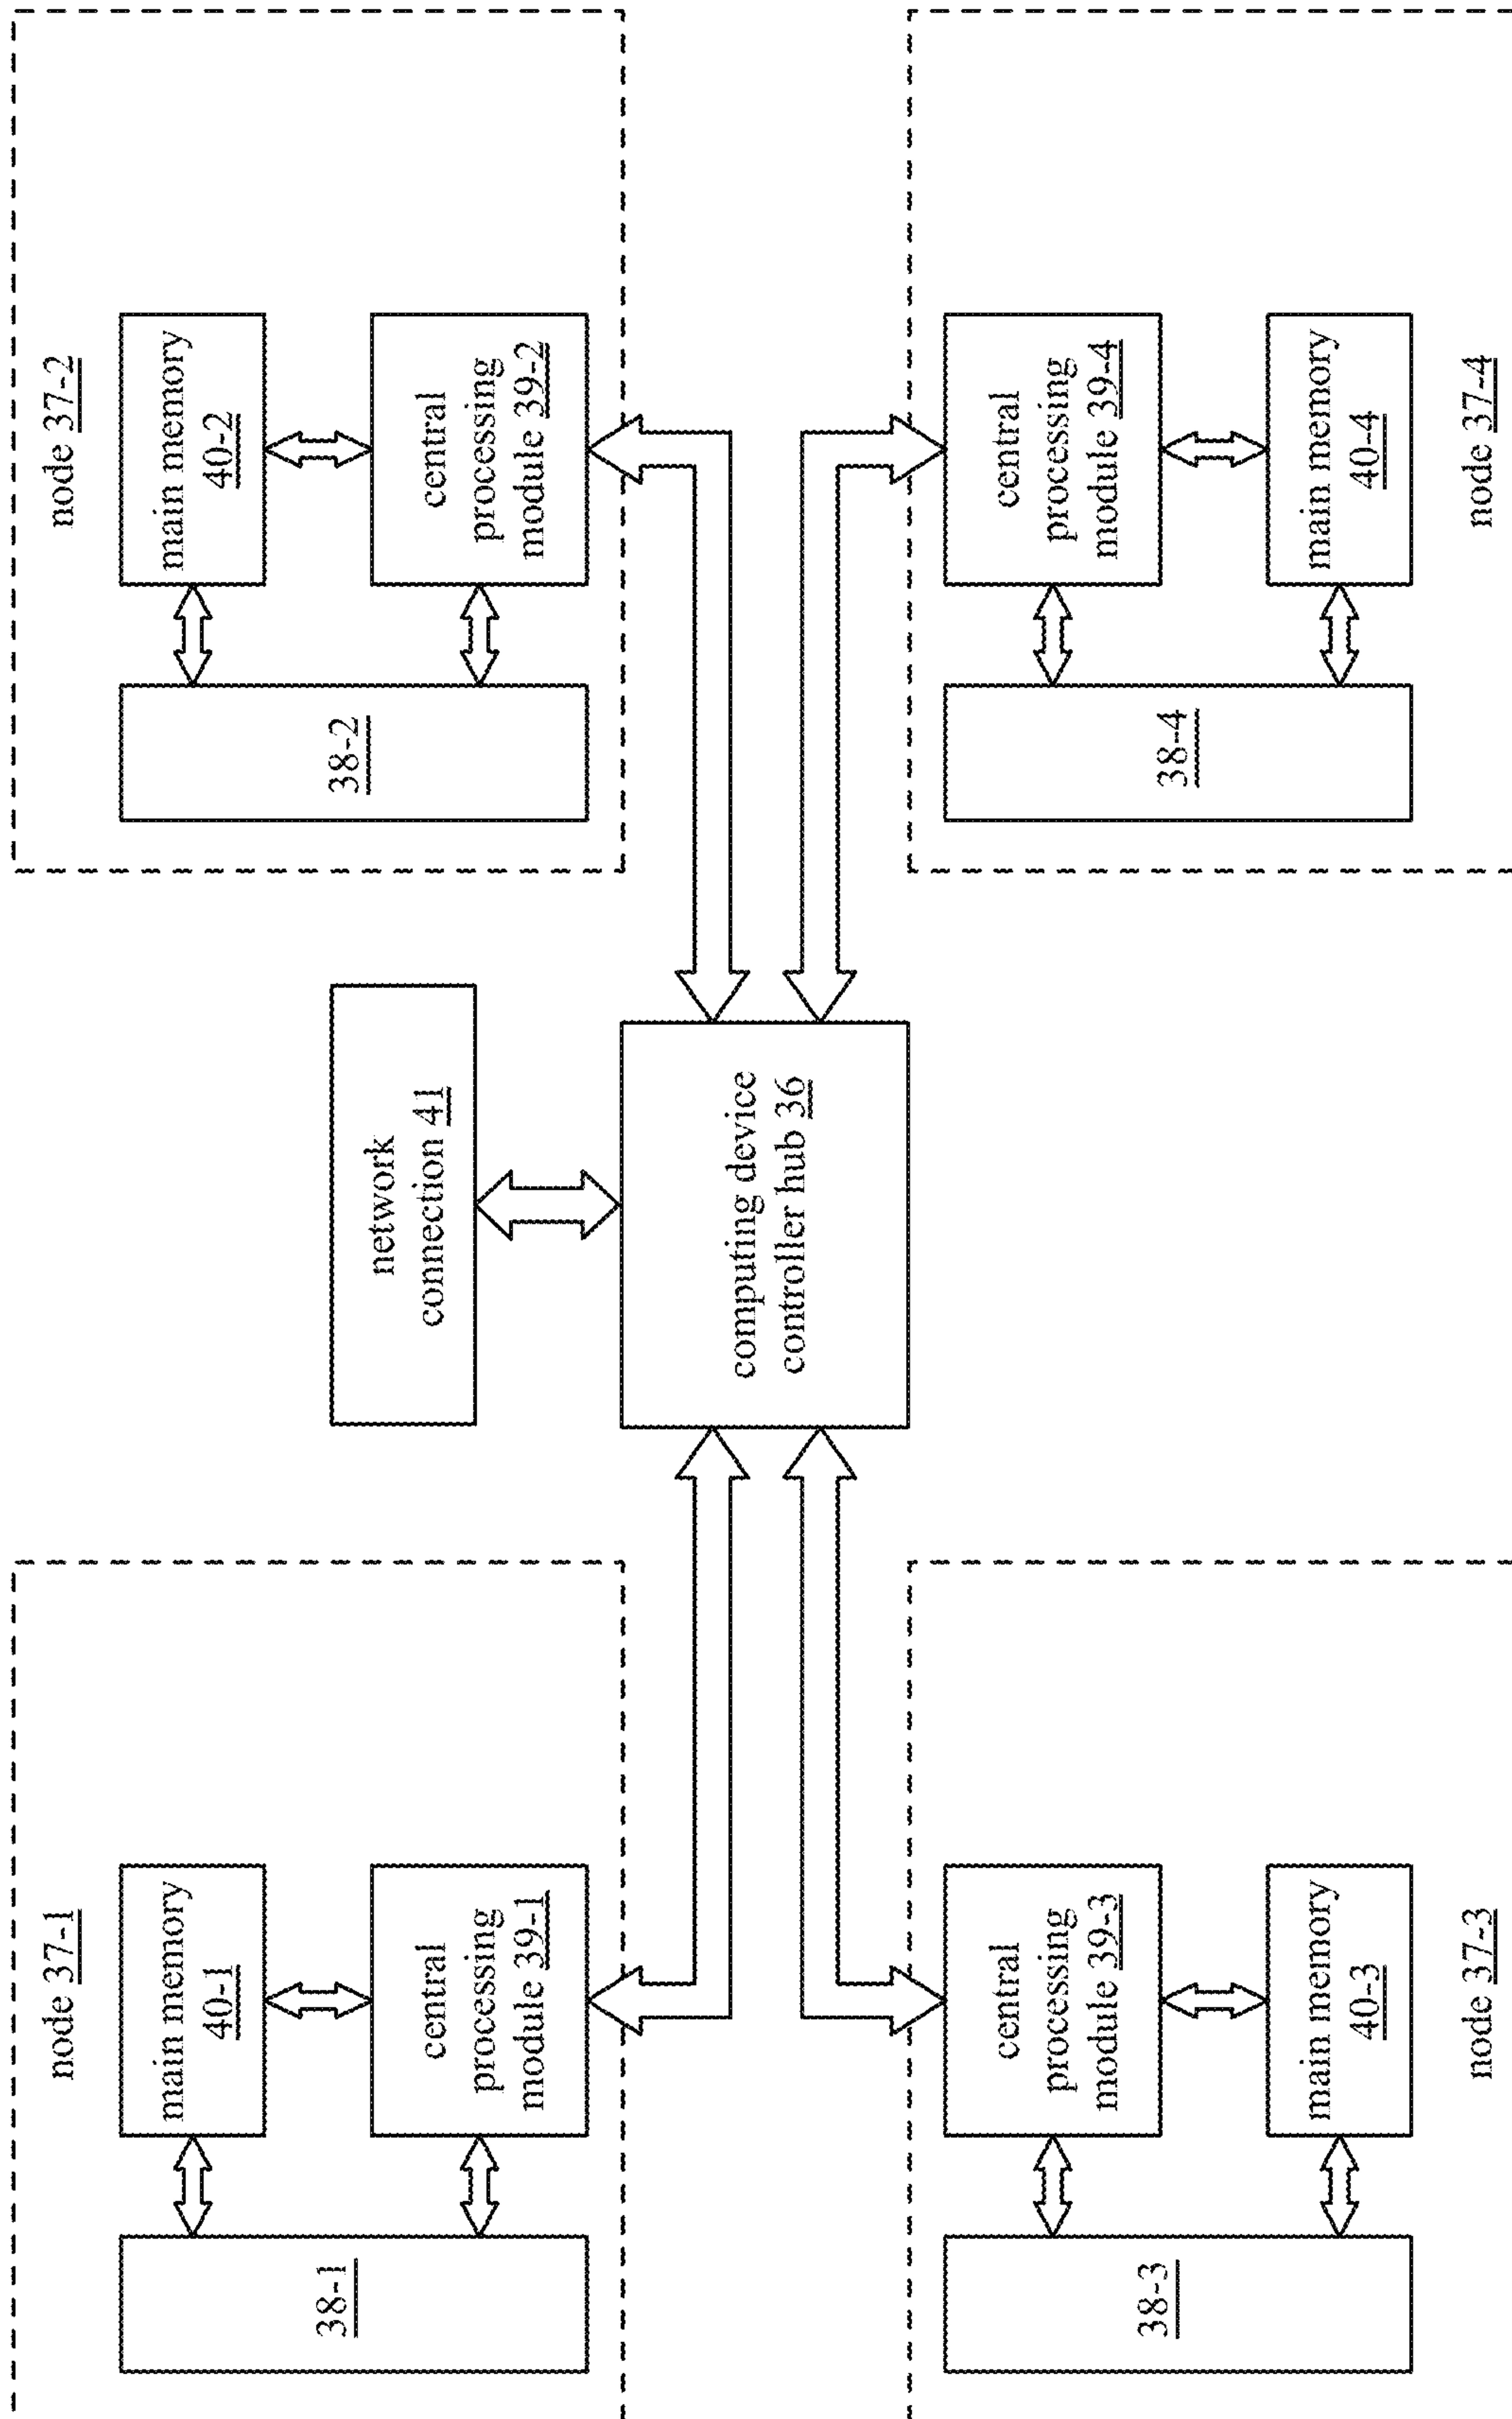 node 37-1
main memory
40-1
central
processing
module 39-1
38-1
node 37-2
main memory
40-2
central
processing
module 39-2
38-2
network
connection 41
computing device
controller hub 36
38-3
central
processing
module 39-3
main memory
40-3
node 37-3
38-4
central
processing
module 39-4
main memory
40-4
node 37-4